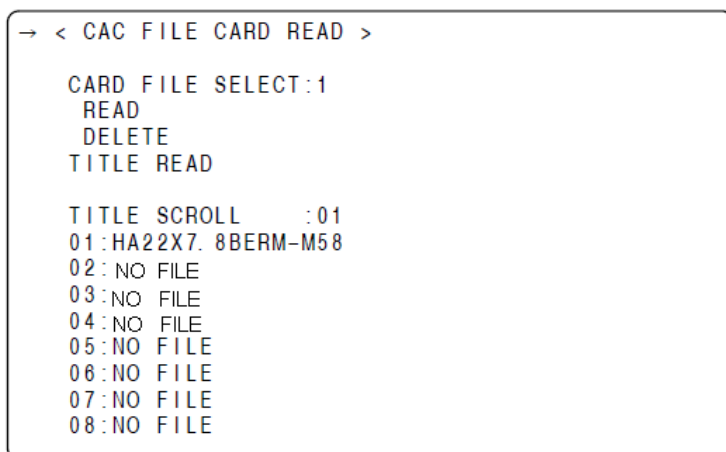 → < CAC FILE CARD READ >
CARD FILE SELECT:1
READ
DELETE
TITLE READ
TITLE SCROLL :01
01:HA22X7.8BERM-M58
02:NO FILE
03:NO FILE
04:NO FILE
05:NO FILE
06:NO FILE
07:NO FILE
08:NO FILE